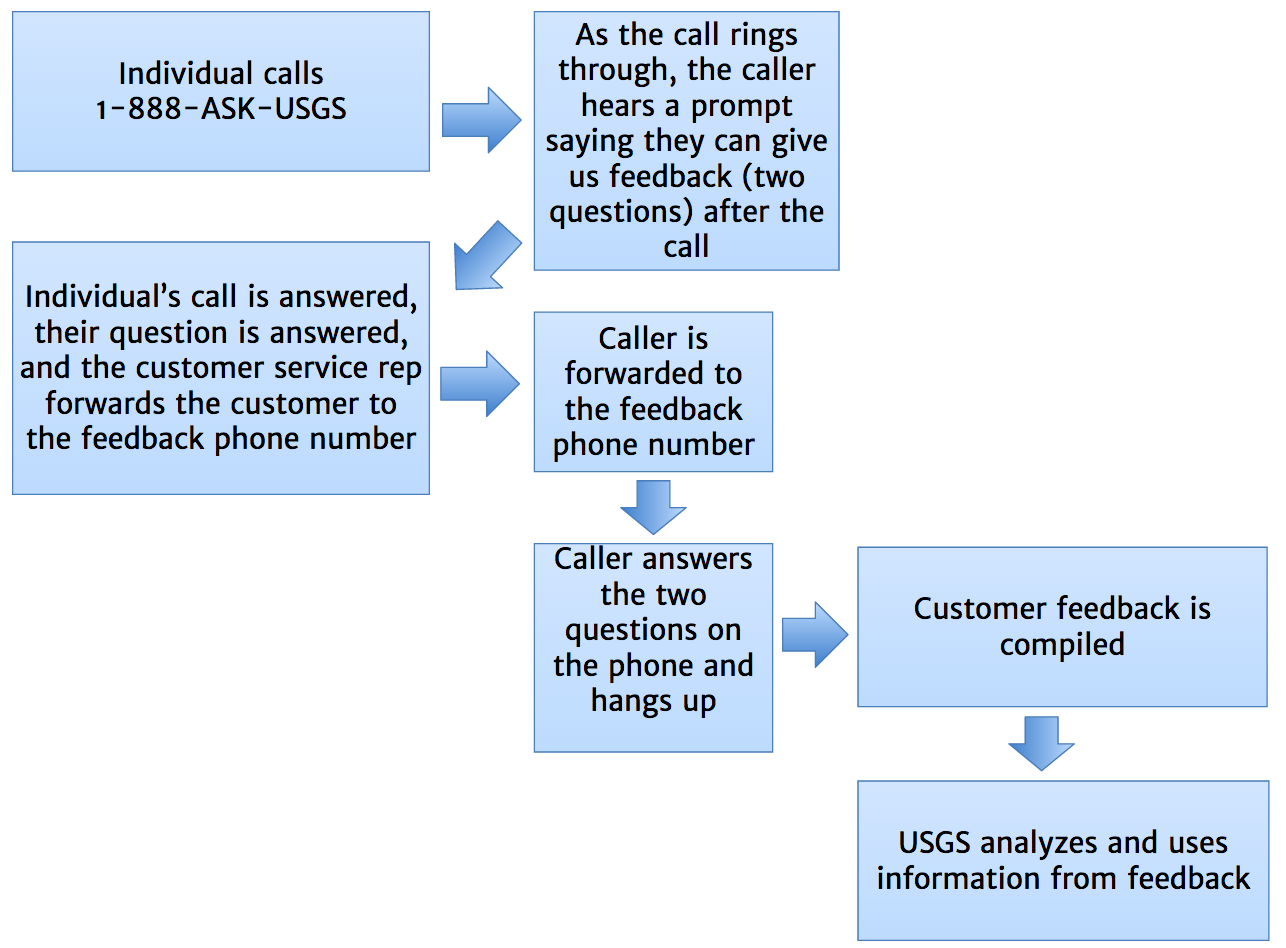 Individual calls
1-888-ASK-USGS
As the call rings
through, the caller
hears a prompt
saying they can give
us feedback (two
questions) after the
call
Individual’s call is answered,
their question is answered,
and the customer service rep
forwards the customer to
the feedback phone number
Caller is
forwarded to
the feedback
phone number
Caller answers
the two
questions on
the phone and
hangs up
Customer feedback is
compiled
USGS analyzes and uses
information from feedback